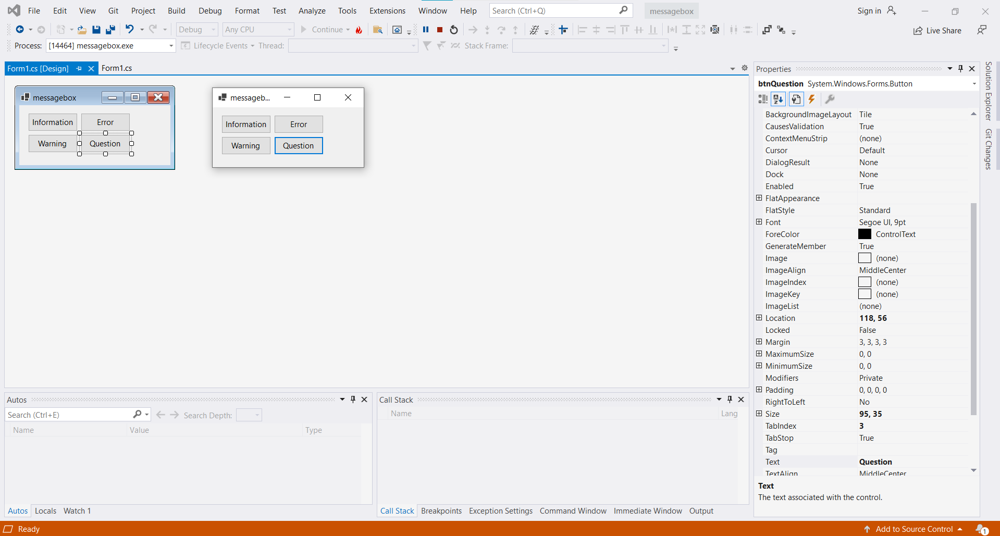 File Edit View Git Project Build Debug Format Test Analyze Tools Extensions Window Help Search (Ctrl+Q) messagebox Sign in
Debug Any CPU Continue Live Share
Process: [14464] messagebox.exe Lifecycle Events Thread: Stack Frame:
Form1.cs [Design] Form1.cs
messagebox
Information Error
Warning Question
messageb...
Information Error
Warning Question
Properties
btnQuestion System.Windows.Forms.Button
BackgroundImageLayout Tile
CausesValidation True
ContextMenuStrip (none)
Cursor Default
DialogResult None
Dock None
Enabled True
FlatAppearance
FlatStyle Standard
Font Segoe UI, 9pt
ForeColor ControlText
GenerateMember True
Image (none)
ImageAlign MiddleCenter
ImageIndex (none)
ImageKey (none)
ImageList (none)
Location 118, 56
Locked False
Margin 3, 3, 3, 3
MaximumSize 0, 0
MinimumSize 0, 0
Modifiers Private
Padding 0, 0, 0, 0
RightToLeft No
Size 95, 35
TabIndex 3
TabStop True
Tag
Text Question
TextAlign MiddleCenter
Text
The text associated with the control.
Solution Explorer
Git Changes
Autos
Search (Ctrl+E) Search Depth:
Name Value Type
Autos Locals Watch 1
Call Stack
Name Lang
Call Stack Breakpoints Exception Settings Command Window Immediate Window Output
Ready Add to Source Control 1